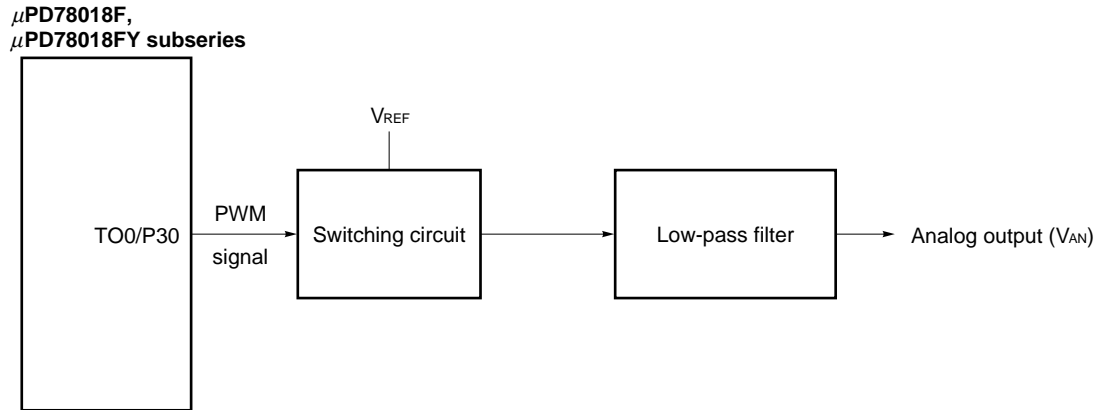 μPD78018F,
μPD78018FY subseries
VREF
TO0/P30
PWM
signal
Switching circuit
Low-pass filter
Analog output (VAN)